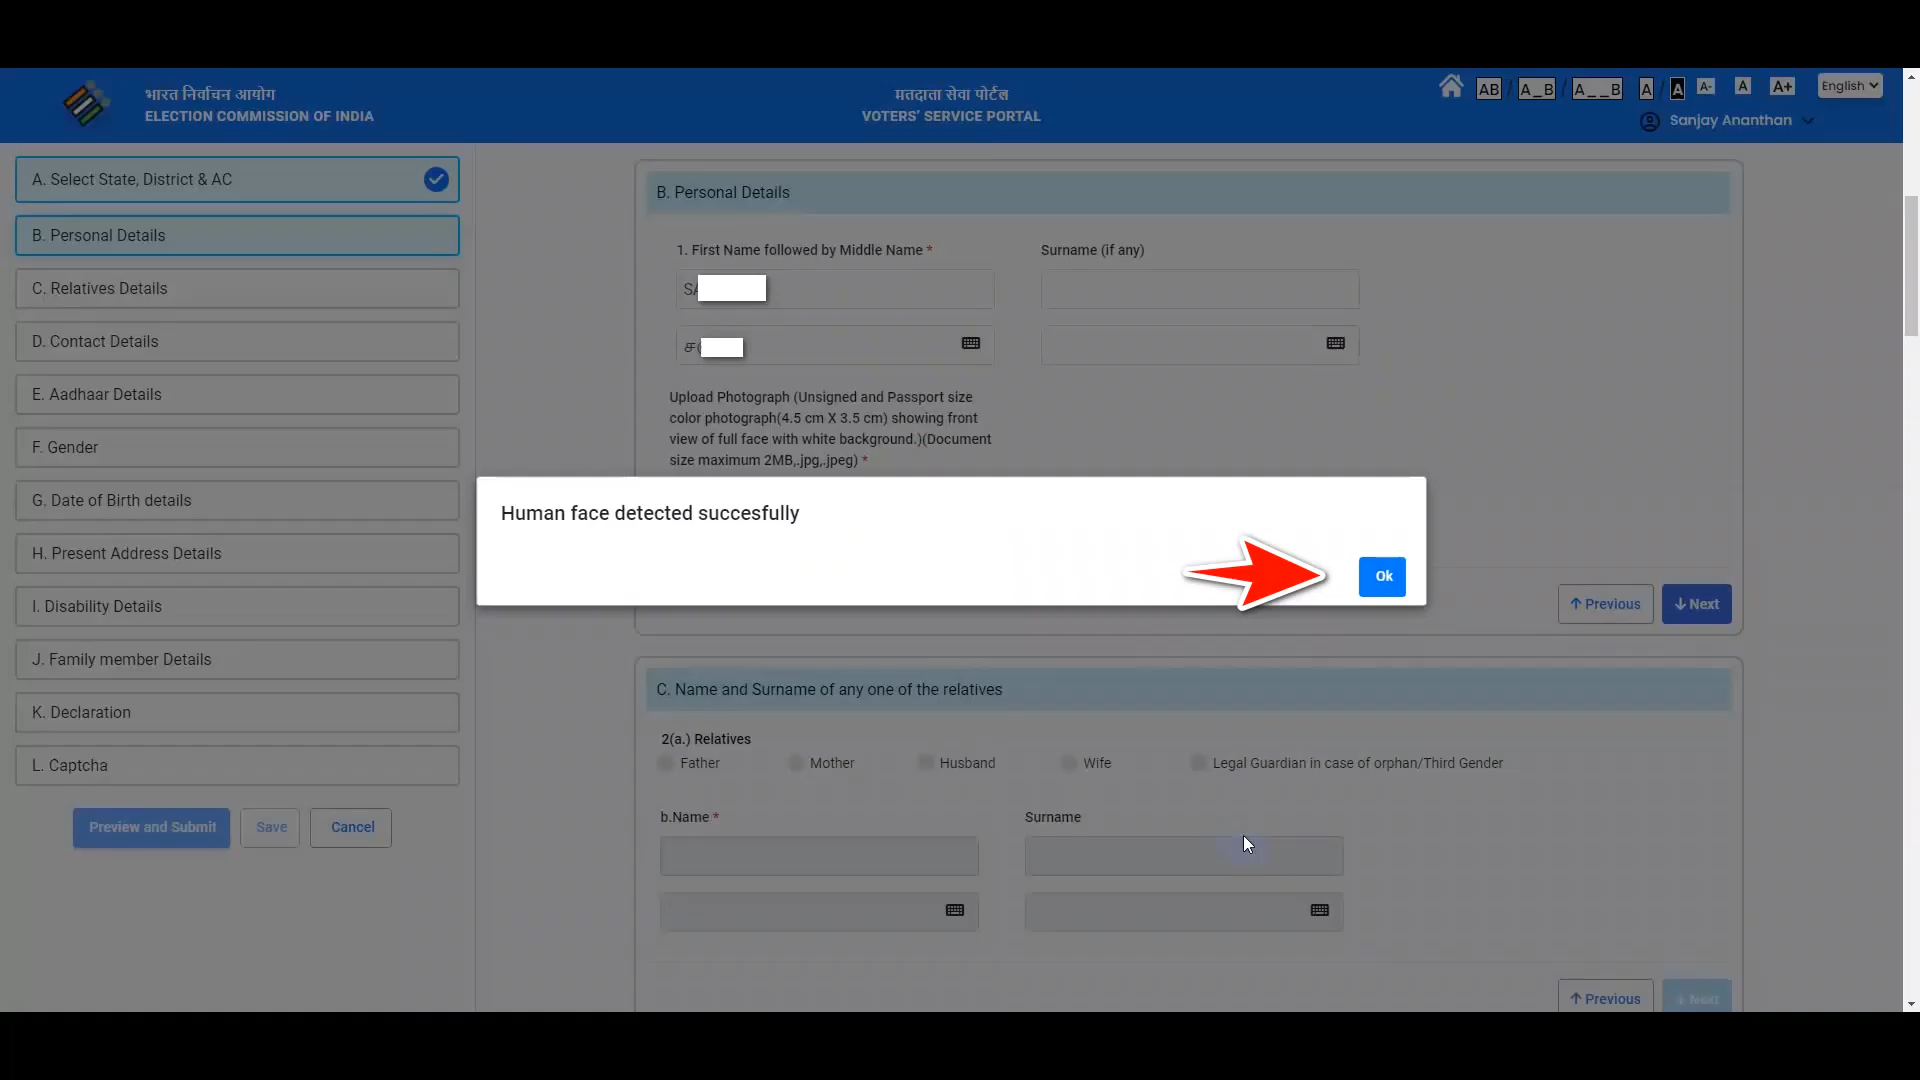 भारत निर्वाचन आयोग
ELECTION COMMISSION OF INDIA
मतदाता सेवा पोर्टल
VOTERS' SERVICE PORTAL
AB / A_B / A__B A / A A- A A+ English
Sanjay Ananthan
A. Select State, District & AC
B. Personal Details
C. Relatives Details
D. Contact Details
E. Aadhaar Details
F. Gender
G. Date of Birth details
H. Present Address Details
I. Disability Details
J. Family member Details
K. Declaration
L. Captcha
Preview and Submit Save Cancel
B. Personal Details
1. First Name followed by Middle Name * Surname (if any)
Upload Photograph (Unsigned and Passport size
color photograph(4.5 cm X 3.5 cm) showing front
view of full face with white background.)(Document
size maximum 2MB,.jpg,.jpeg) *
Human face detected succesfully
Ok
Previous Next
C. Name and Surname of any one of the relatives
2(a.) Relatives
Father Mother Husband Wife Legal Guardian in case of orphan/Third Gender
b.Name * Surname
Previous Next